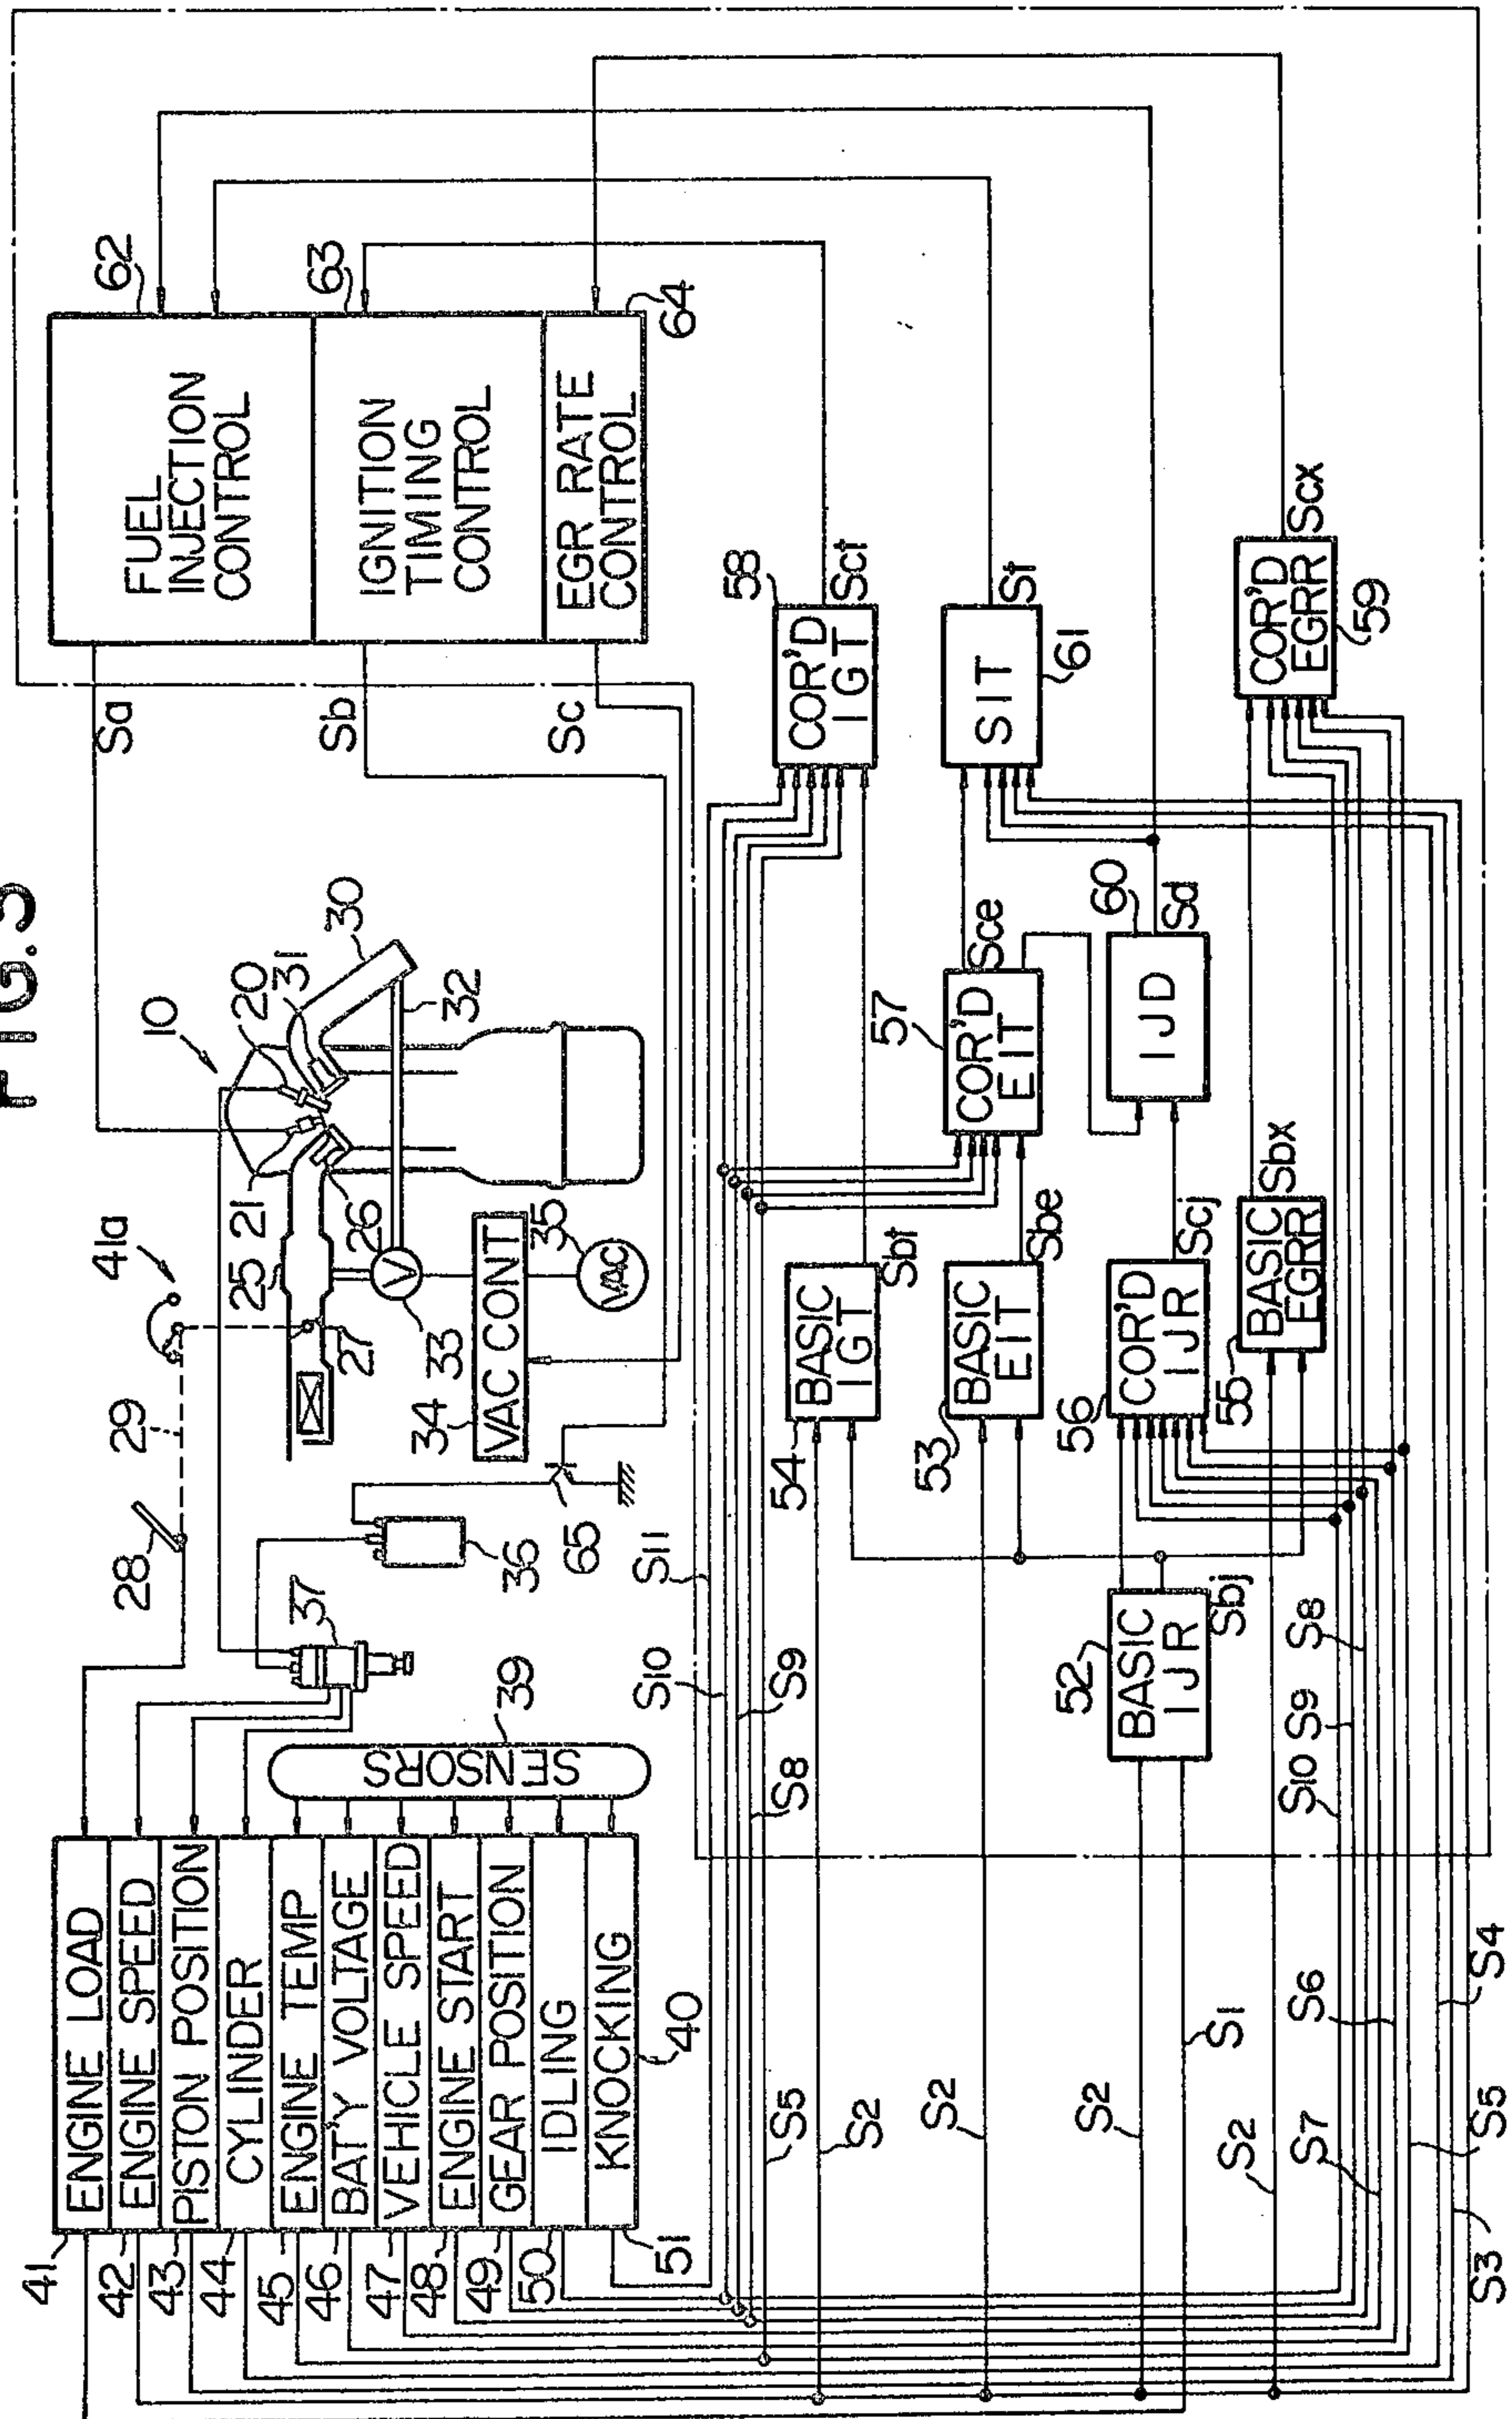 FIG.3
ENGINE LOAD
ENGINE SPEED
PISTON POSITION
CYLINDER
ENGINE TEMP
BAT'Y VOLTAGE
VEHICLE SPEED
ENGINE START
GEAR POSITION
IDLING
KNOCKING
41
42
43
44
45
46
47
48
49
50
51
40
SENSORS
39
37
28
29
41a
36
65
10
25
21
20
31
30
26
27
32
33
34
VAC CONT
35
VAC
V
Sa
Sb
Sc
FUEL
INJECTION
CONTROL
62
IGNITION
TIMING
CONTROL
63
EGR RATE
CONTROL
64
S11
S10
S9
S8
S5
S2
54
BASIC
IGT
Sbt
58
COR'D
IGT
Sct
S2
53
BASIC
EIT
Sbe
57
COR'D
EIT
Sce
SIT
St
61
S2
S1
52
BASIC
IJR
Sbj
56
COR'D
IJR
Scj
60
IJD
Sd
S2
55
BASIC
EGRR
Sbx
COR'D
EGRR
Scx
59
S10
S9
S8
S7
S6
S5
S4
S3